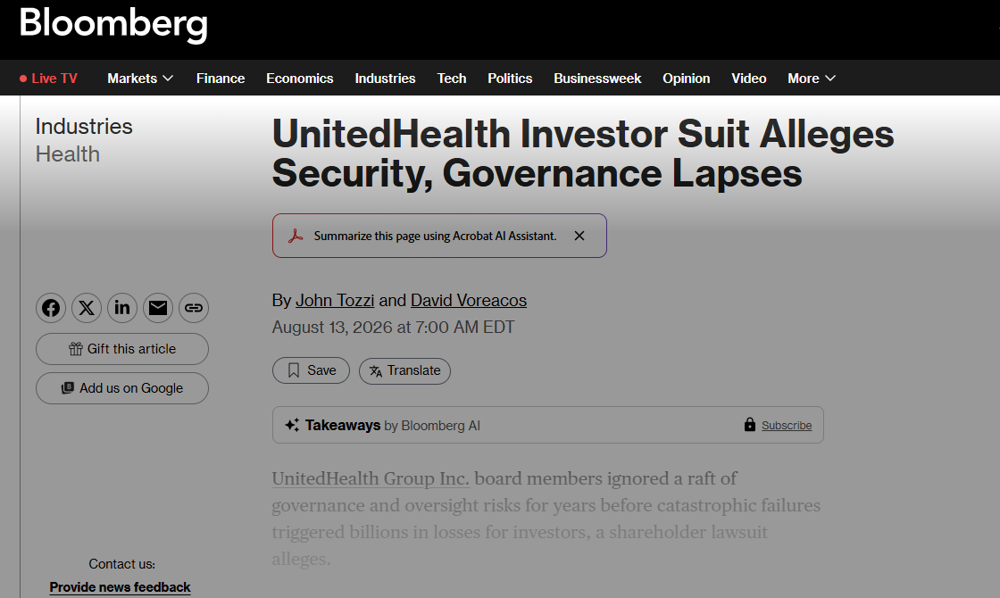 Bloomberg
Live TV Markets Finance Economics Industries Tech Politics Businessweek Opinion Video More
Industries
Health
UnitedHealth Investor Suit Alleges
Security, Governance Lapses
Summarize this page using Acrobat AI Assistant.
By John Tozzi and David Voreacos
August 13, 2026 at 7:00 AM EDT
Gift this article
Add us on Google
Save Translate
Takeaways by Bloomberg AI Subscribe
UnitedHealth Group Inc. board members ignored a raft of
governance and oversight risks for years before catastrophic failures
triggered billions in losses for investors, a shareholder lawsuit
alleges.
Contact us:
Provide news feedback